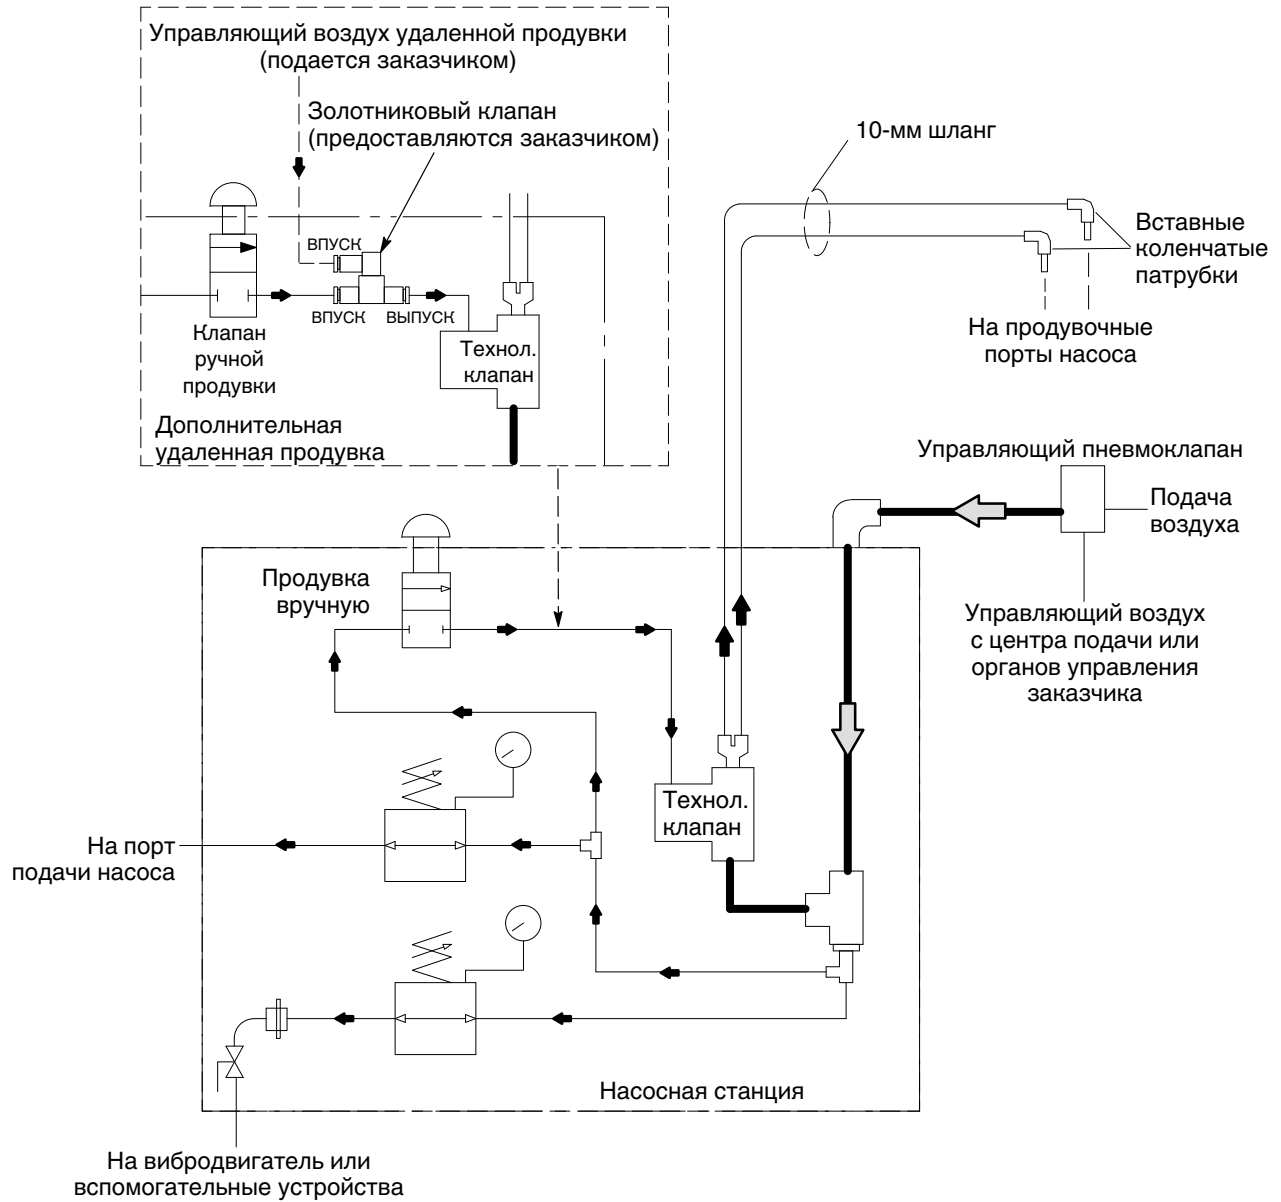 Управляющий воздух удаленной продувки
(подается заказчиком)
Золотниковый клапан
(предоставляются заказчиком)
ВПУСК
ВПУСК
ВЫПУСК
Клапан
ручной
продувки
Технол.
клапан
Дополнительная
удаленная продувка
10-мм шланг
Вставные
коленчатые
патрубки
На продувочные
порты насоса
Управляющий пневмоклапан
Подача
воздуха
Управляющий воздух
с центра подачи или
органов управления
заказчика
Продувка
вручную
Технол.
клапан
На порт
подачи насоса
Насосная станция
На вибродвигатель или
вспомогательные устройства